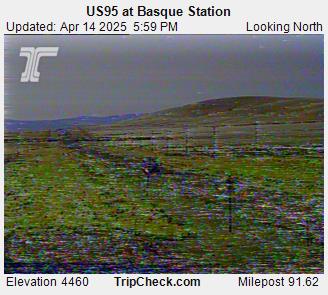 US95 at Basque Station
Updated: Apr 14 2025 5:59 PM Looking North
Elevation 4460 TripCheck.com Milepost 91.62